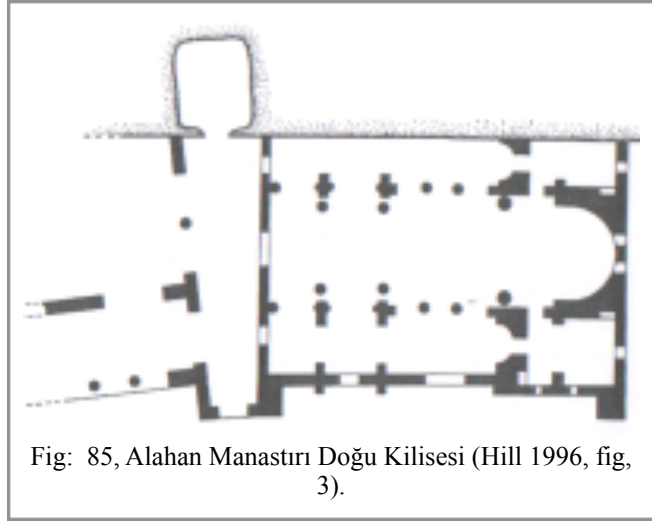 Fig: 85, Alahan Manastırı Doğu Kilisesi (Hill 1996, fig,
3).